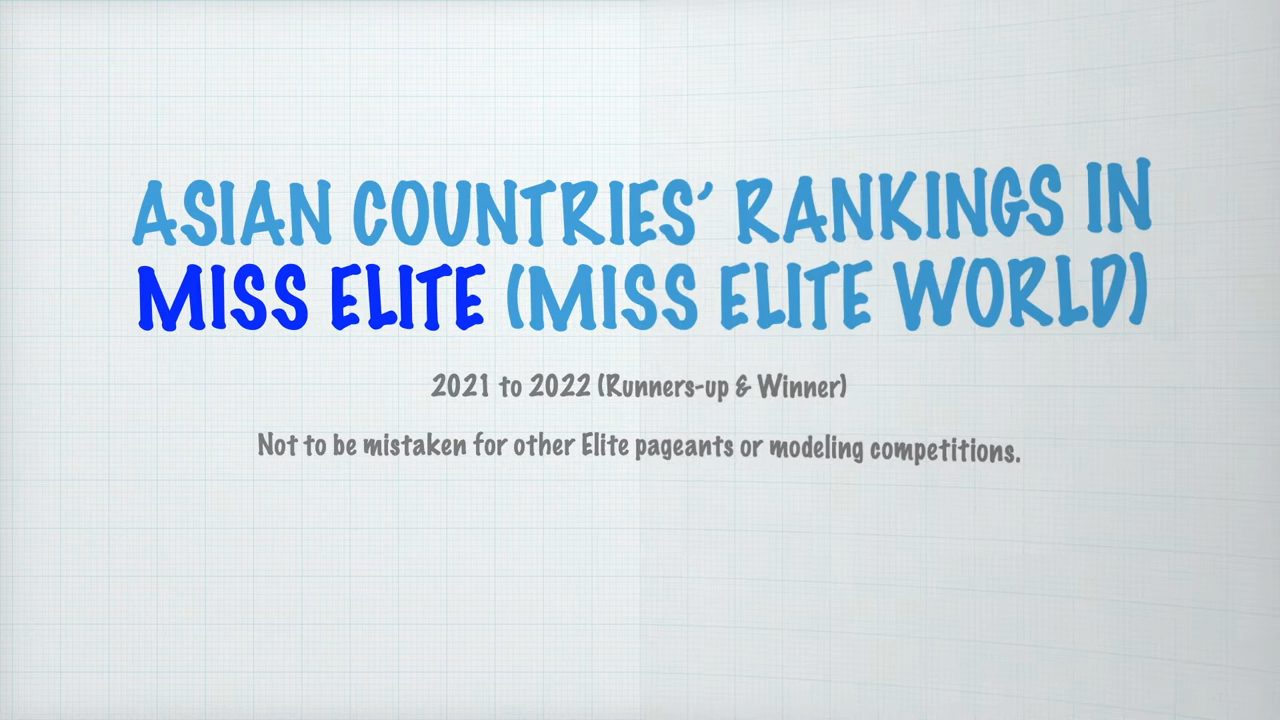 ASIAN COUNTRIES’ RANKINGS IN
MISS ELITE (MISS ELITE WORLD)
2021 to 2022 (Runners-up & Winner)
Not to be mistaken for other Elite pageants or modeling competitions.